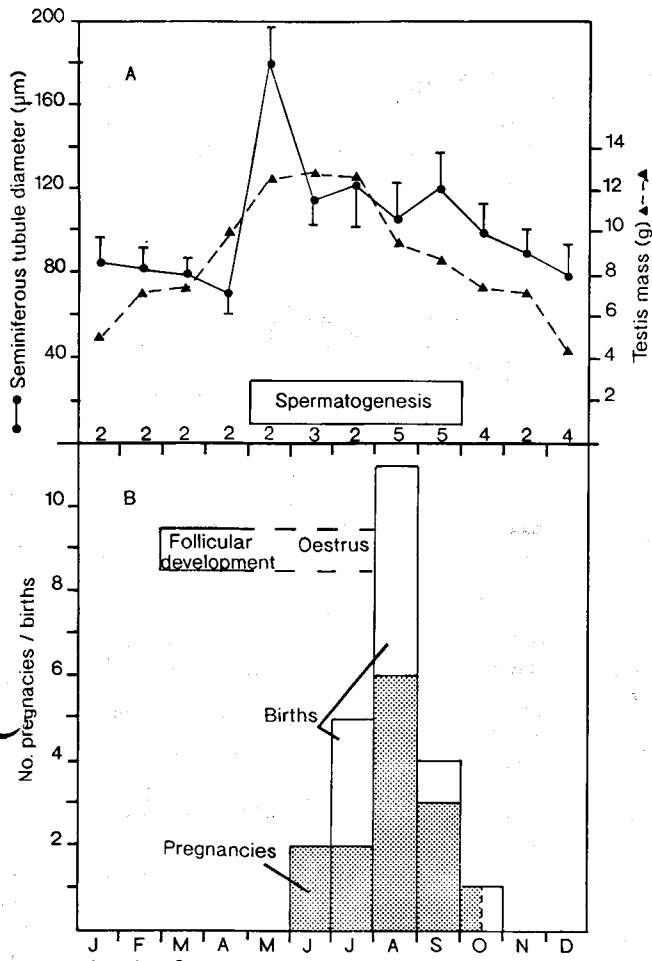 200
160
120
80
40
Seminiferous tubule diameter (µm)
A
14
12
10
8
6
4
2
Testis mass (g)
Spermatogenesis
2 2 2 2 2 3 2 5 5 4 2 4
B
10
8
6
4
2
No. pregnacies / births
Follicular Oestrus
development
Births
Pregnancies
J F M A M J J A S O N D